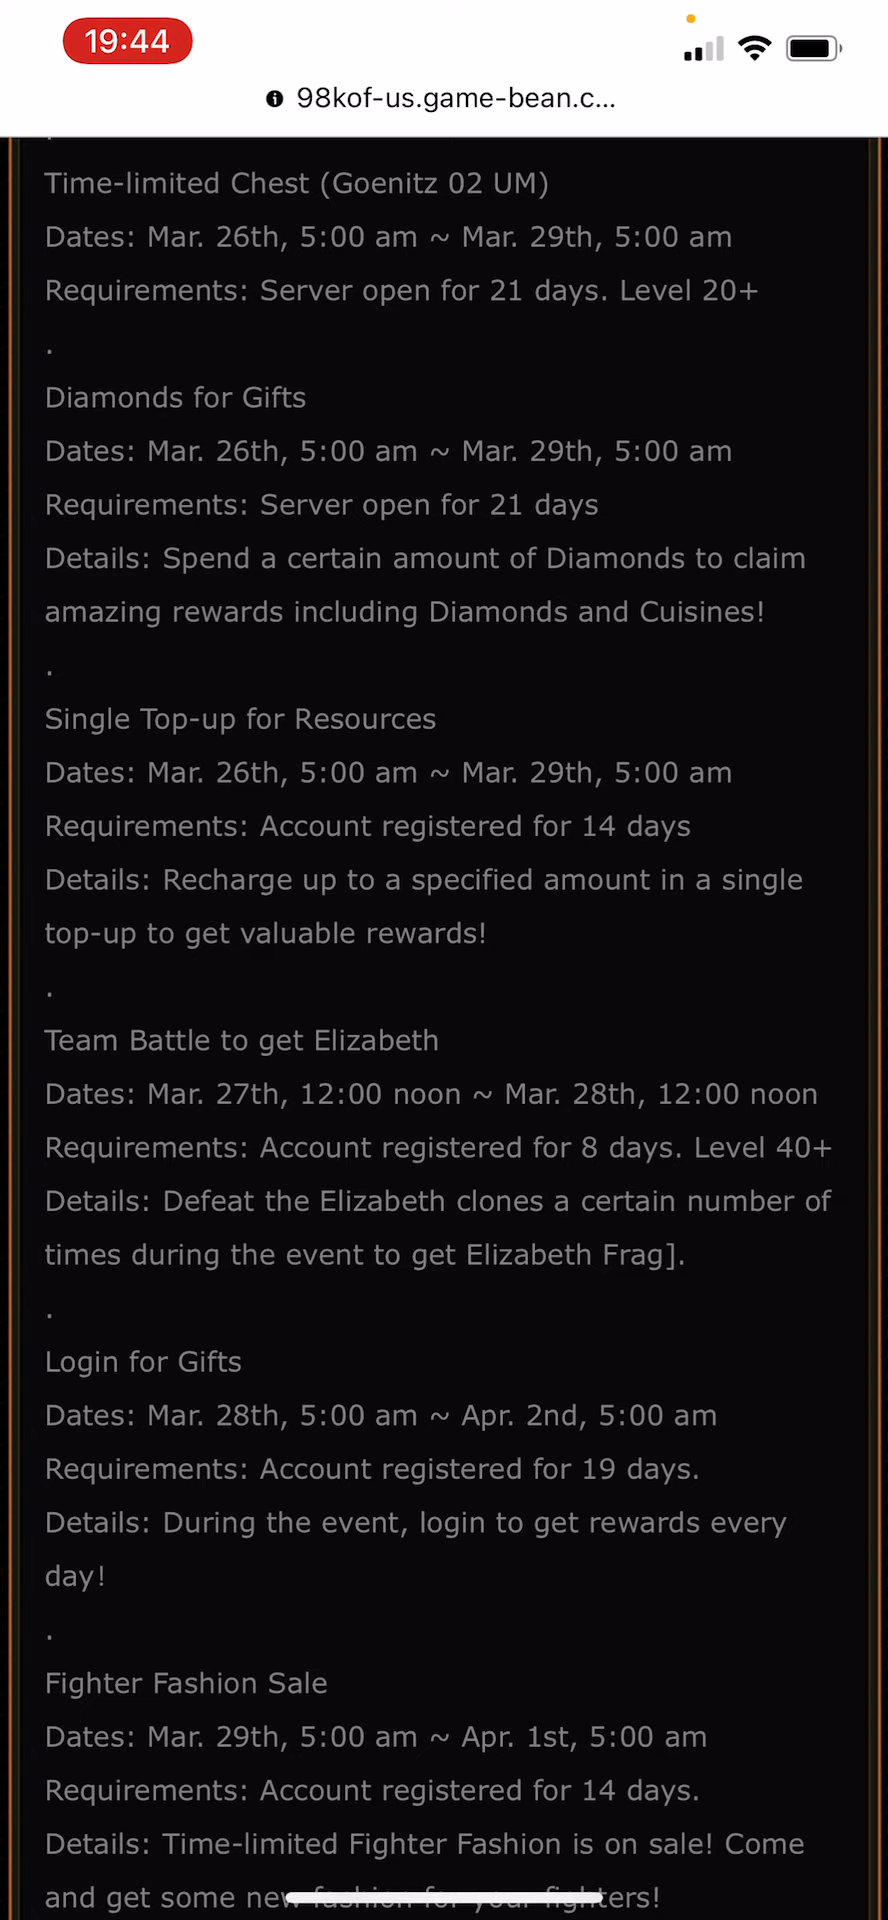 19:44
98kof-us.game-bean.c...
.
Time-limited Chest (Goenitz 02 UM)
Dates: Mar. 26th, 5:00 am ~ Mar. 29th, 5:00 am
Requirements: Server open for 21 days. Level 20+
.
Diamonds for Gifts
Dates: Mar. 26th, 5:00 am ~ Mar. 29th, 5:00 am
Requirements: Server open for 21 days
Details: Spend a certain amount of Diamonds to claim
amazing rewards including Diamonds and Cuisines!
.
Single Top-up for Resources
Dates: Mar. 26th, 5:00 am ~ Mar. 29th, 5:00 am
Requirements: Account registered for 14 days
Details: Recharge up to a specified amount in a single
top-up to get valuable rewards!
.
Team Battle to get Elizabeth
Dates: Mar. 27th, 12:00 noon ~ Mar. 28th, 12:00 noon
Requirements: Account registered for 8 days. Level 40+
Details: Defeat the Elizabeth clones a certain number of
times during the event to get Elizabeth Frag].
.
Login for Gifts
Dates: Mar. 28th, 5:00 am ~ Apr. 2nd, 5:00 am
Requirements: Account registered for 19 days.
Details: During the event, login to get rewards every
day!
.
Fighter Fashion Sale
Dates: Mar. 29th, 5:00 am ~ Apr. 1st, 5:00 am
Requirements: Account registered for 14 days.
Details: Time-limited Fighter Fashion is on sale! Come
and get some new fashion for your fighters!